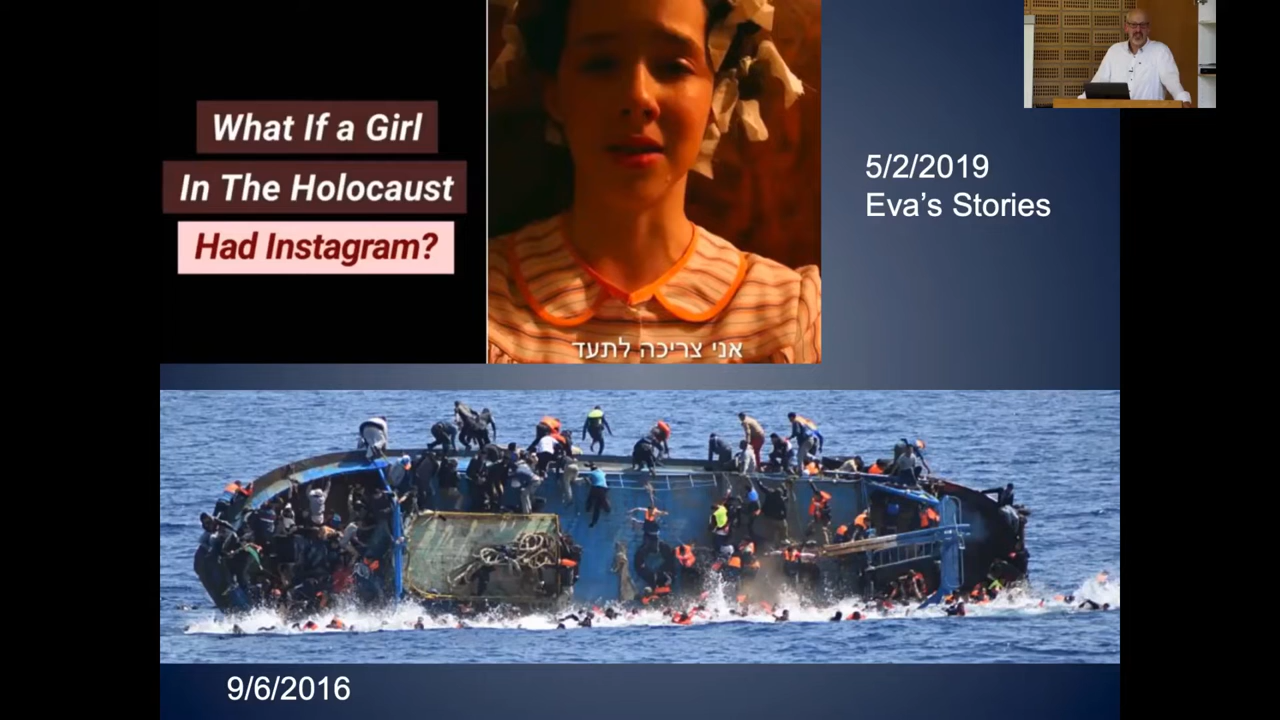 What If a Girl
In The Holocaust
Had Instagram?
אני צריכה לתעד
5/2/2019
Eva’s Stories
9/6/2016